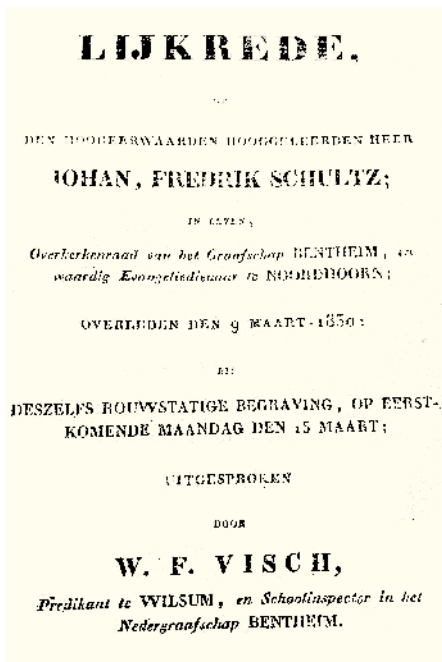 LIJKREDE,
OP
DEN HOOGEERWAARDEN HOOGGELEERDEN HEER
JOHAN, FREDRIK SCHULTZ;
IN LEVEN,
Overkerkenraad van het Graafschap BENTHEIM, en
waardig Evangeliedienaar te NOORDHOORN;
OVERLEDEN DEN 9 MAART 1830:
BIJ
DESZELFS ROUWSTATIGE BEGRAVING, OP EERST-
KOMENDE MAANDAG DEN 15 MAART;
UITGESPROKEN
DOOR
W. F. VISCH,
Predikant te WILSUM, en Schoolinspector in het
Nedergraafschap BENTHEIM.